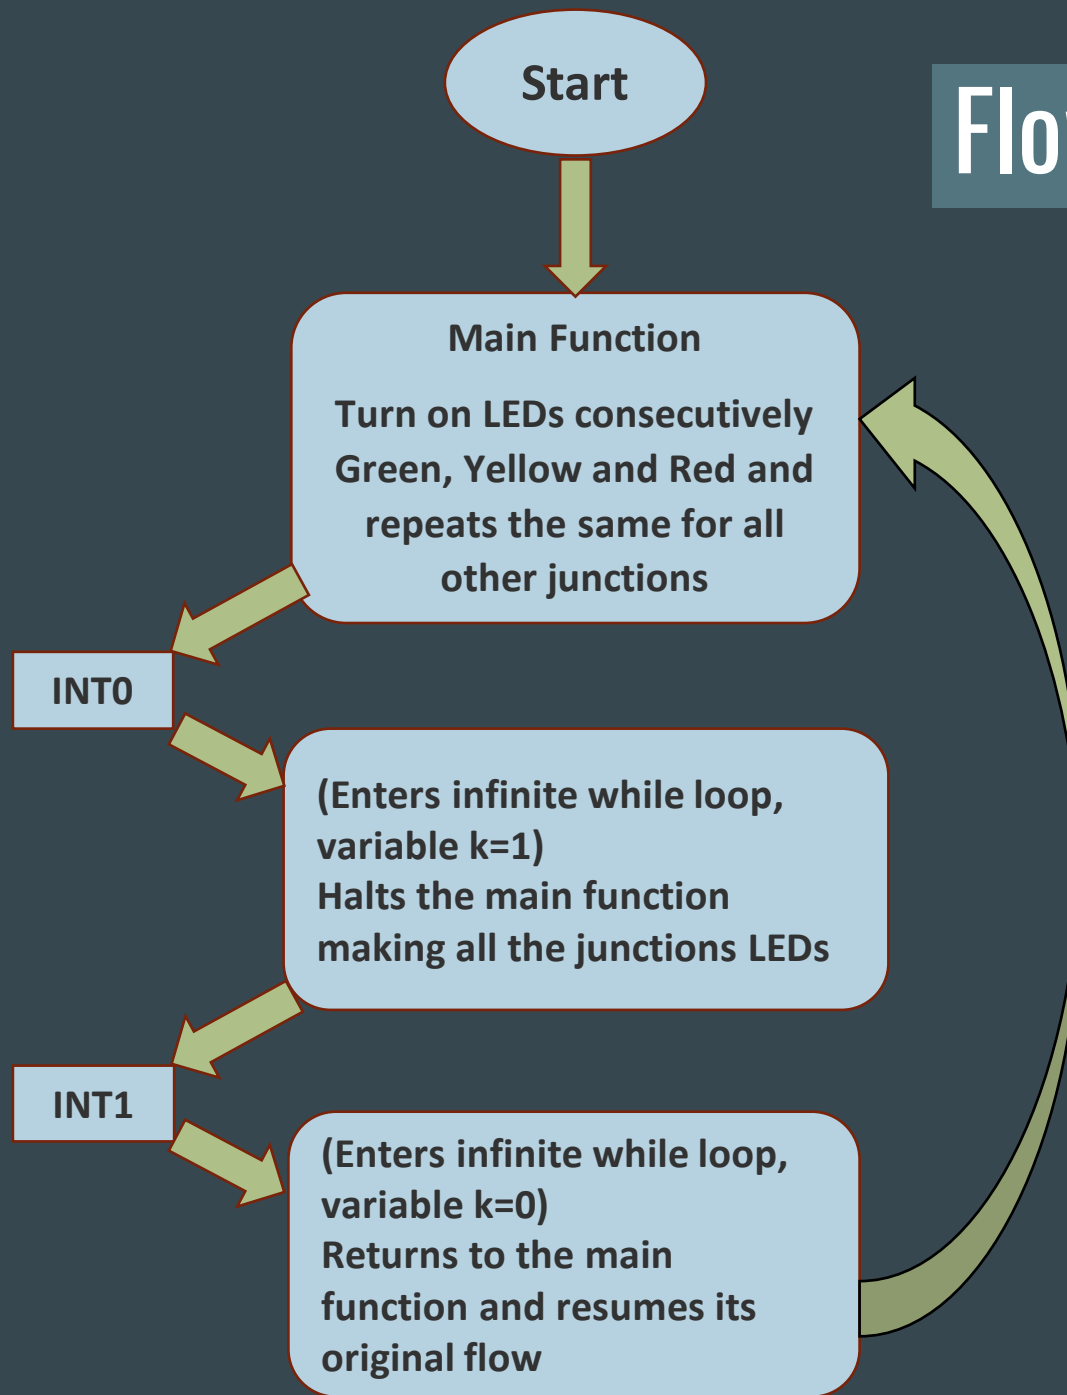 Start
Flo
Main Function
Turn on LEDs consecutively
Green, Yellow and Red and
repeats the same for all
other junctions
INT0
(Enters infinite while loop,
variable k=1)
Halts the main function
making all the junctions LEDs
INT1
(Enters infinite while loop,
variable k=0)
Returns to the main
function and resumes its
original flow